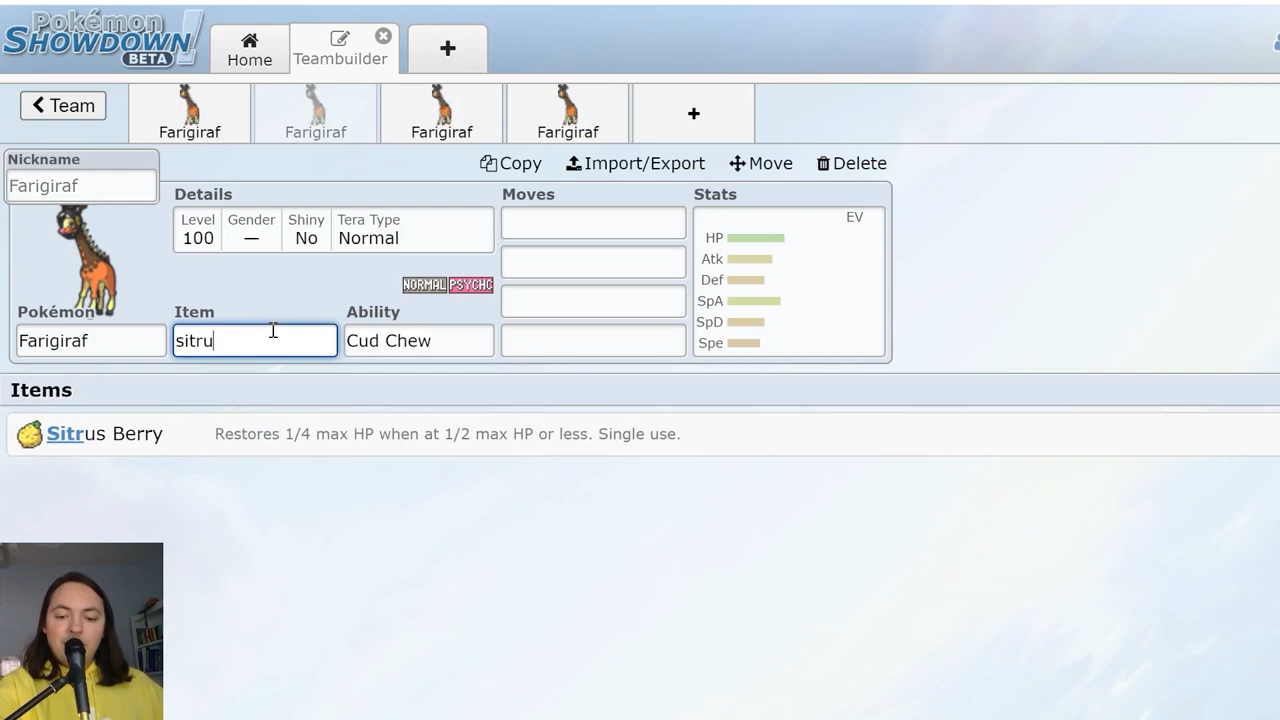 Pokémon
SHOWDOWN!
BETA
Home
Teambuilder
+
Team
Farigiraf
Farigiraf
Farigiraf
Farigiraf
+
Copy
Import/Export
Move
Delete
Nickname
Farigiraf
Details
Level
100
Gender
—
Shiny
No
Tera Type
Normal
NORMAL PSYCHC
Pokémon
Farigiraf
Item
sitru
Ability
Cud Chew
Moves
Stats
EV
HP
Atk
Def
SpA
SpD
Spe
Items
Sitrus Berry Restores 1/4 max HP when at 1/2 max HP or less. Single use.